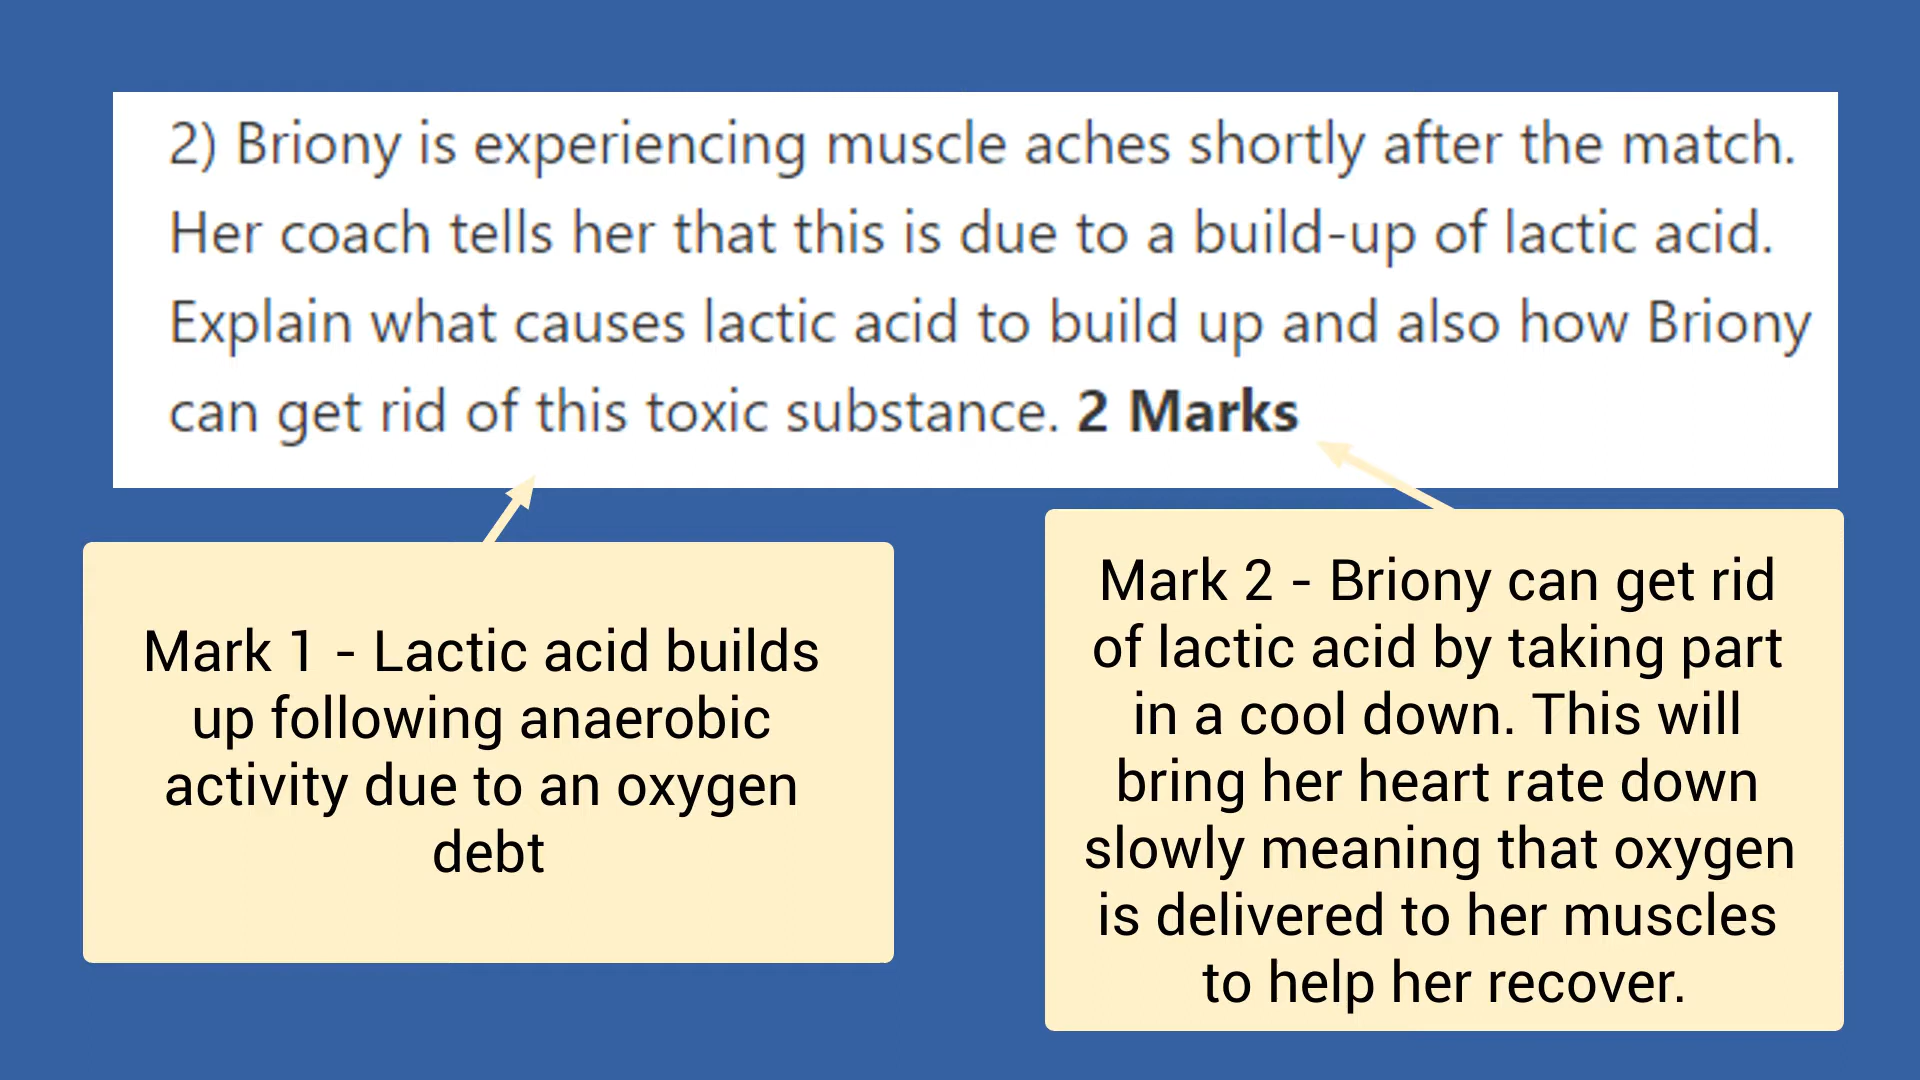 2) Briony is experiencing muscle aches shortly after the match.
Her coach tells her that this is due to a build-up of lactic acid.
Explain what causes lactic acid to build up and also how Briony
can get rid of this toxic substance. 2 Marks
Mark 1 - Lactic acid builds
up following anaerobic
activity due to an oxygen
debt
Mark 2 - Briony can get rid
of lactic acid by taking part
in a cool down. This will
bring her heart rate down
slowly meaning that oxygen
is delivered to her muscles
to help her recover.